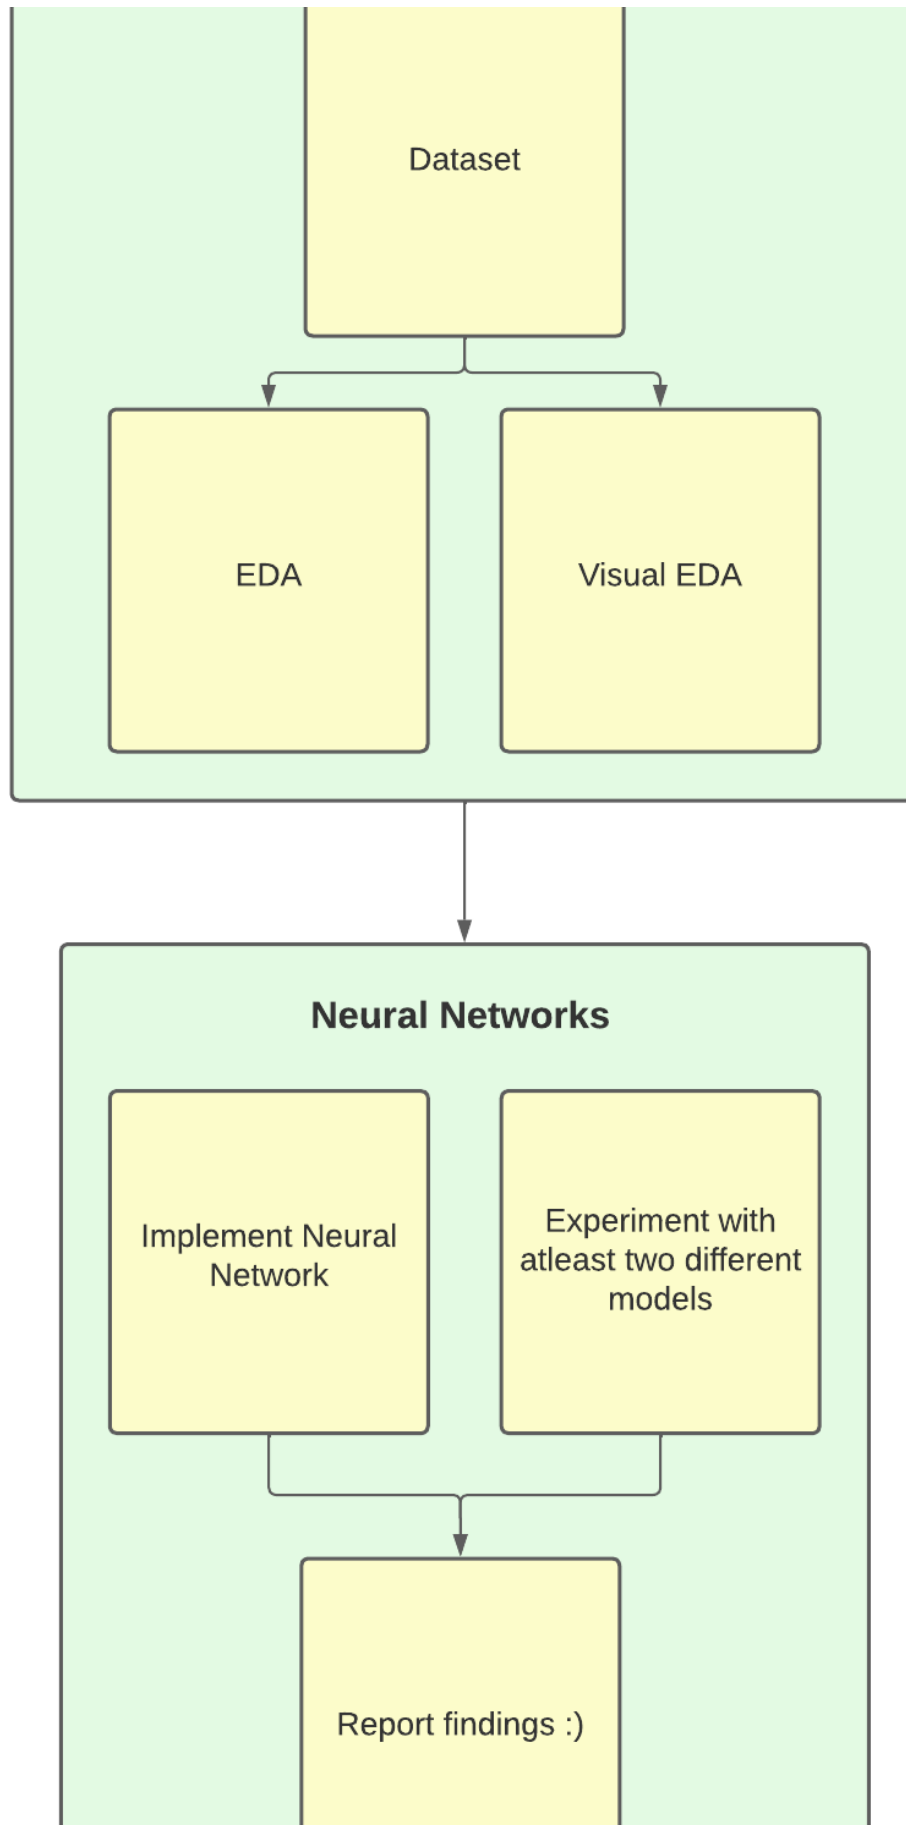 Dataset
EDA
Visual EDA
Neural Networks
Implement Neural
Network
Experiment with
atleast two different
models
Report findings :)